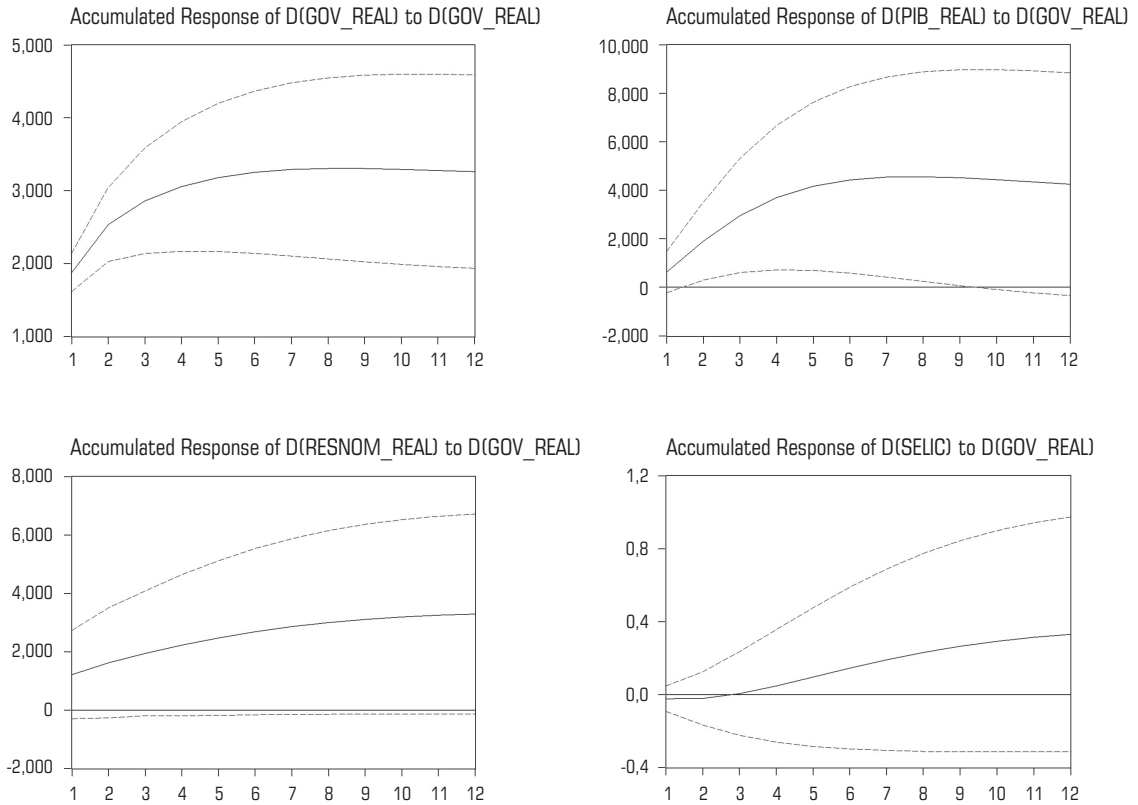 Accumulated Response of D(GOV_REAL) to D(GOV_REAL)
5,000
4,000
3,000
2,000
1,000
1 2 3 4 5 6 7 8 9 10 11 12
Accumulated Response of D(PIB_REAL) to D(GOV_REAL)
10,000
8,000
6,000
4,000
2,000
0
-2,000
1 2 3 4 5 6 7 8 9 10 11 12
Accumulated Response of D(RESNOM_REAL) to D(GOV_REAL)
8,000
6,000
4,000
2,000
0
-2,000
1 2 3 4 5 6 7 8 9 10 11 12
Accumulated Response of D(SELIC) to D(GOV_REAL)
1,2
0,8
0,4
0,0
-0,4
1 2 3 4 5 6 7 8 9 10 11 12